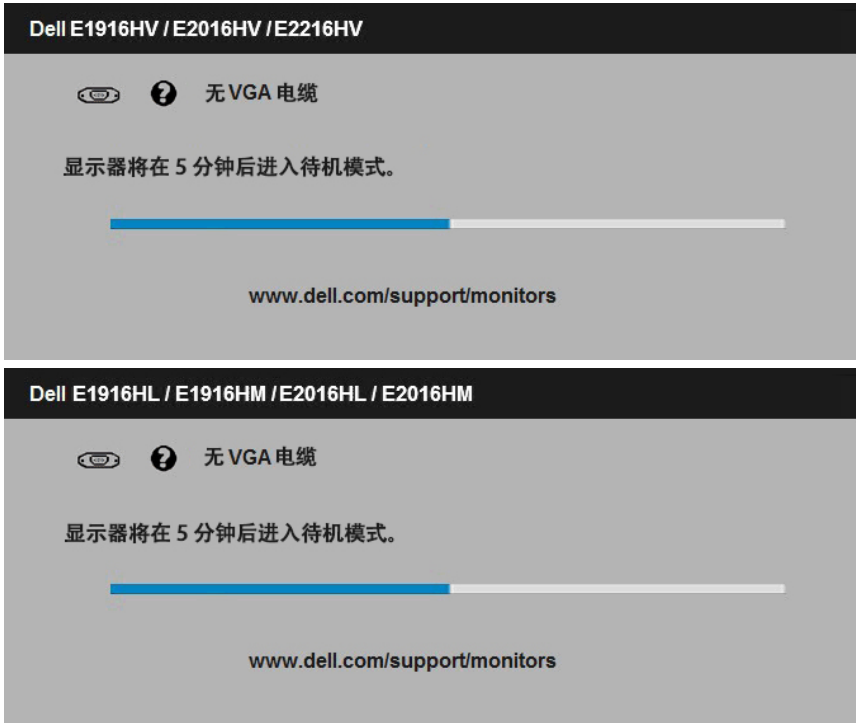 Dell E1916HV / E2016HV / E2216HV
无 VGA 电缆
显示器将在 5 分钟后进入待机模式。
www.dell.com/support/monitors
Dell E1916HL / E1916HM / E2016HL / E2016HM
无 VGA 电缆
显示器将在 5 分钟后进入待机模式。
www.dell.com/support/monitors